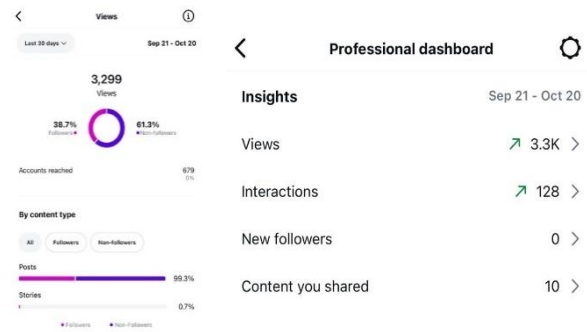 Views
Last 30 days
Sep 21 - Oct 20
3,299
Views
38.7%
Followers
61.3%
Non-followers
Accounts reached
679
0%
By content type
All
Followers
Non-followers
Posts
99.3%
Stories
0.7%
Followers
Non-Followers
Professional dashboard
Insights
Sep 21 - Oct 20
Views
3.3K
Interactions
128
New followers
0
Content you shared
10